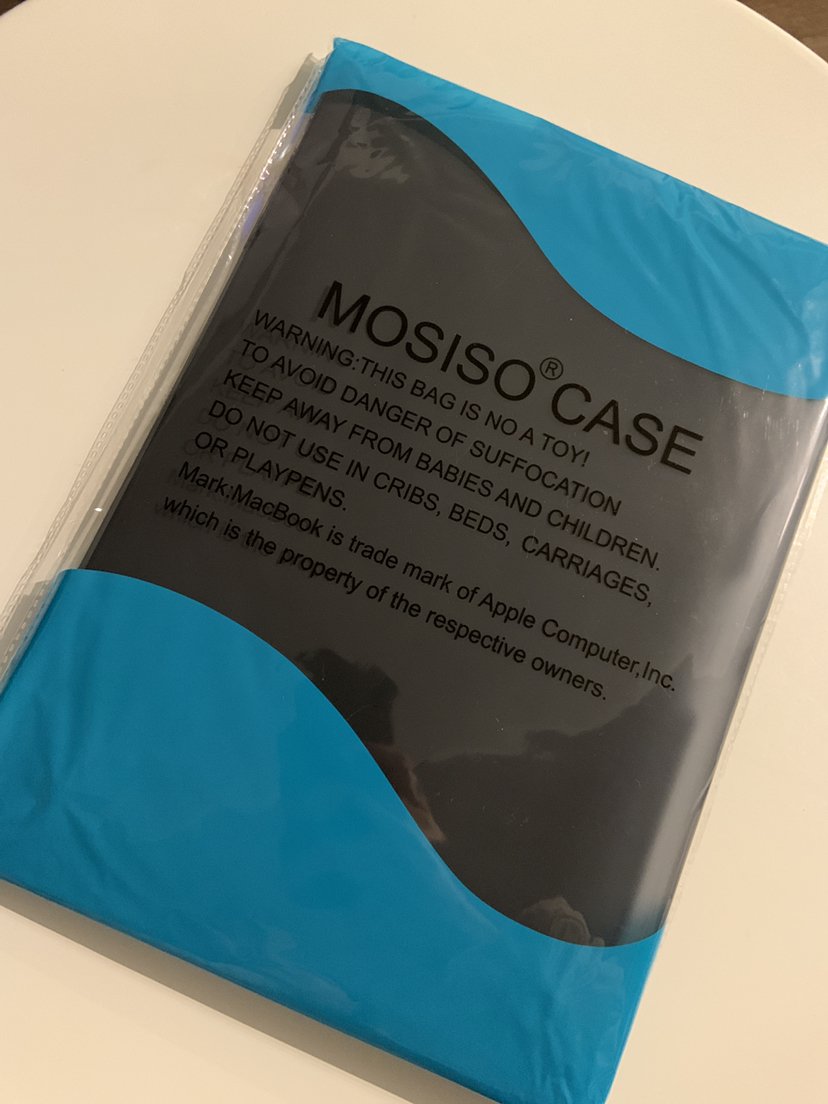 MOSISO® CASE
WARNING:THIS BAG IS NO A TOY!
TO AVOID DANGER OF SUFFOCATION
KEEP AWAY FROM BABIES AND CHILDREN.
DO NOT USE IN CRIBS, BEDS, CARRIAGES,
OR PLAYPENS.
Mark:MacBook is trade mark of Apple Computer,Inc.
which is the property of the respective owners.